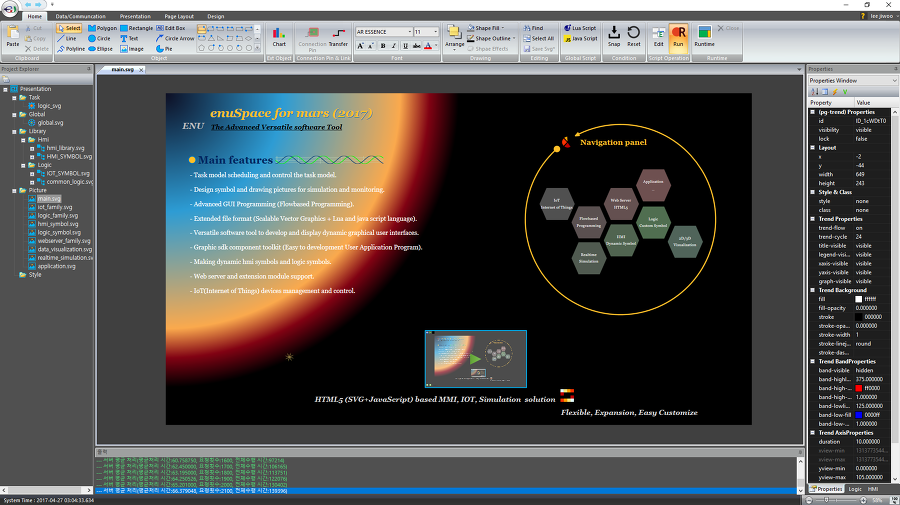 Home Data/Communication Presentation Page Layout Design
lee jiwoo
Paste
Cut
Copy
Delete
Clipboard
Select Polygon Rectangle Edit Box
Line Circle Text Circle Arc
Polyline Ellipse Image Pie
Object
Chart
Ext Object
Connection Pin
Transfer
Connection Pin & Link
AR ESSENCE 11
Font
Arrange
Shape Fill
Shape Outline
Shape Effects
Drawing
Find
Select All
Save Svg
Editing
Lua Script
Java Script
Global Script
Snap Reset
Condition
Edit Run
Script Operation
Runtime
Close
Runtime
Project Explorer
Presentation
Task
logic_svg
Global
global.svg
Library
Hmi
hmi_library.svg
HMI_SYMBOL.svg
Logic
IOT_SYMBOL.svg
common_logic.svg
Picture
main.svg
iot_family.svg
logic_family.svg
hmi_symbol.svg
logic_symbol.svg
webserver_family.svg
data_visualization.svg
realtime_simulation.sv
application.svg
Style
main.svg
enuSpace for mars (2017)
ENU The Advanced Versatile software Tool
Main features
- Task model scheduling and control the task model.
- Design symbol and drawing pictures for simulation and monitoring.
- Advanced GUI Programming (Flowbased Programming).
- Extended file format (Scalable Vector Graphics + Lua and java script language).
- Versatile software tool to develop and display dynamic graphical user interfaces.
- Graphin sdk component toolkit (Easy to development User Application Program).
- Making dynamic hmi symbols and logic symbols.
- Web server and extension module support.
- IoT(Internet of Things) devices management and control.
Navigation panel
Application
IoT
Internet of Things
Web Server
HTML5
Flowbased
Programming
Logic
Custom Symbol
HMI
Dynamic Symbol
2D/3D
Visualization
Realtime
Simulation
HTML5 (SVG+JavaScript) based MMI, IOT, Simulation solution
Flexible, Expansion, Easy Customize
출력
Properties
Properties Window
Property Value
(pg-trend) Properties
id ID_1cWDtT0
visibility visible
lock false
Layout
x -2
y -44
width 649
height 243
Style & Class
style none
class none
Trend Properties
trend-flow on
trend-cycle 24
title-visible visible
legend-visi... visible
xaxis-visible visible
yaxis-visible visible
graph-visible visible
Trend Background
fill ffffff
fill-opacity 0.000000
stroke 000000
stroke-opa... 0.000000
stroke-width 1
stroke-linej... round
stroke-das...
Trend BandProperties
band-visible hidden
band-highl... 375.000000
band-high-... ff0000
band-high-... 1.000000
band-lowli... 125.000000
band-low-fill 0000ff
band-low-... 1.000000
Trend AxisProperties
duration 10.000000
xview-min
xview-max
yview-min 0.000000
yview-max 105.000000
Properties Logic HMI
System Time : 2017-04-27 03:04:33.634
50%